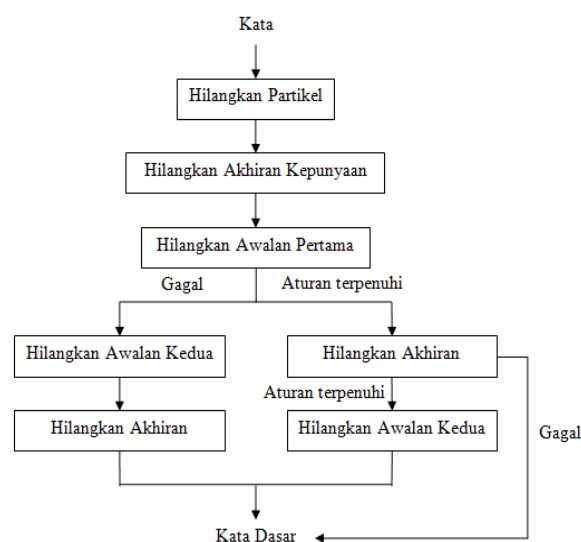 Kata
Hilangkan Partikel
Hilangkan Akhiran Kepunyaan
Hilangkan Awalan Pertama
Gagal
Aturan terpenuhi
Hilangkan Awalan Kedua
Hilangkan Akhiran
Aturan terpenuhi
Hilangkan Akhiran
Hilangkan Awalan Kedua
Gagal
Kata Dasar